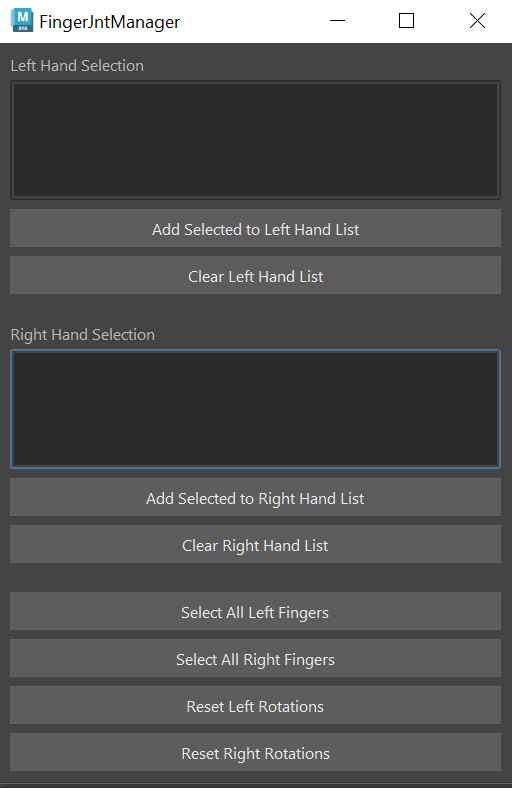 M
AYA
FingerJntManager
Left Hand Selection
Add Selected to Left Hand List
Clear Left Hand List
Right Hand Selection
Add Selected to Right Hand List
Clear Right Hand List
Select All Left Fingers
Select All Right Fingers
Reset Left Rotations
Reset Right Rotations